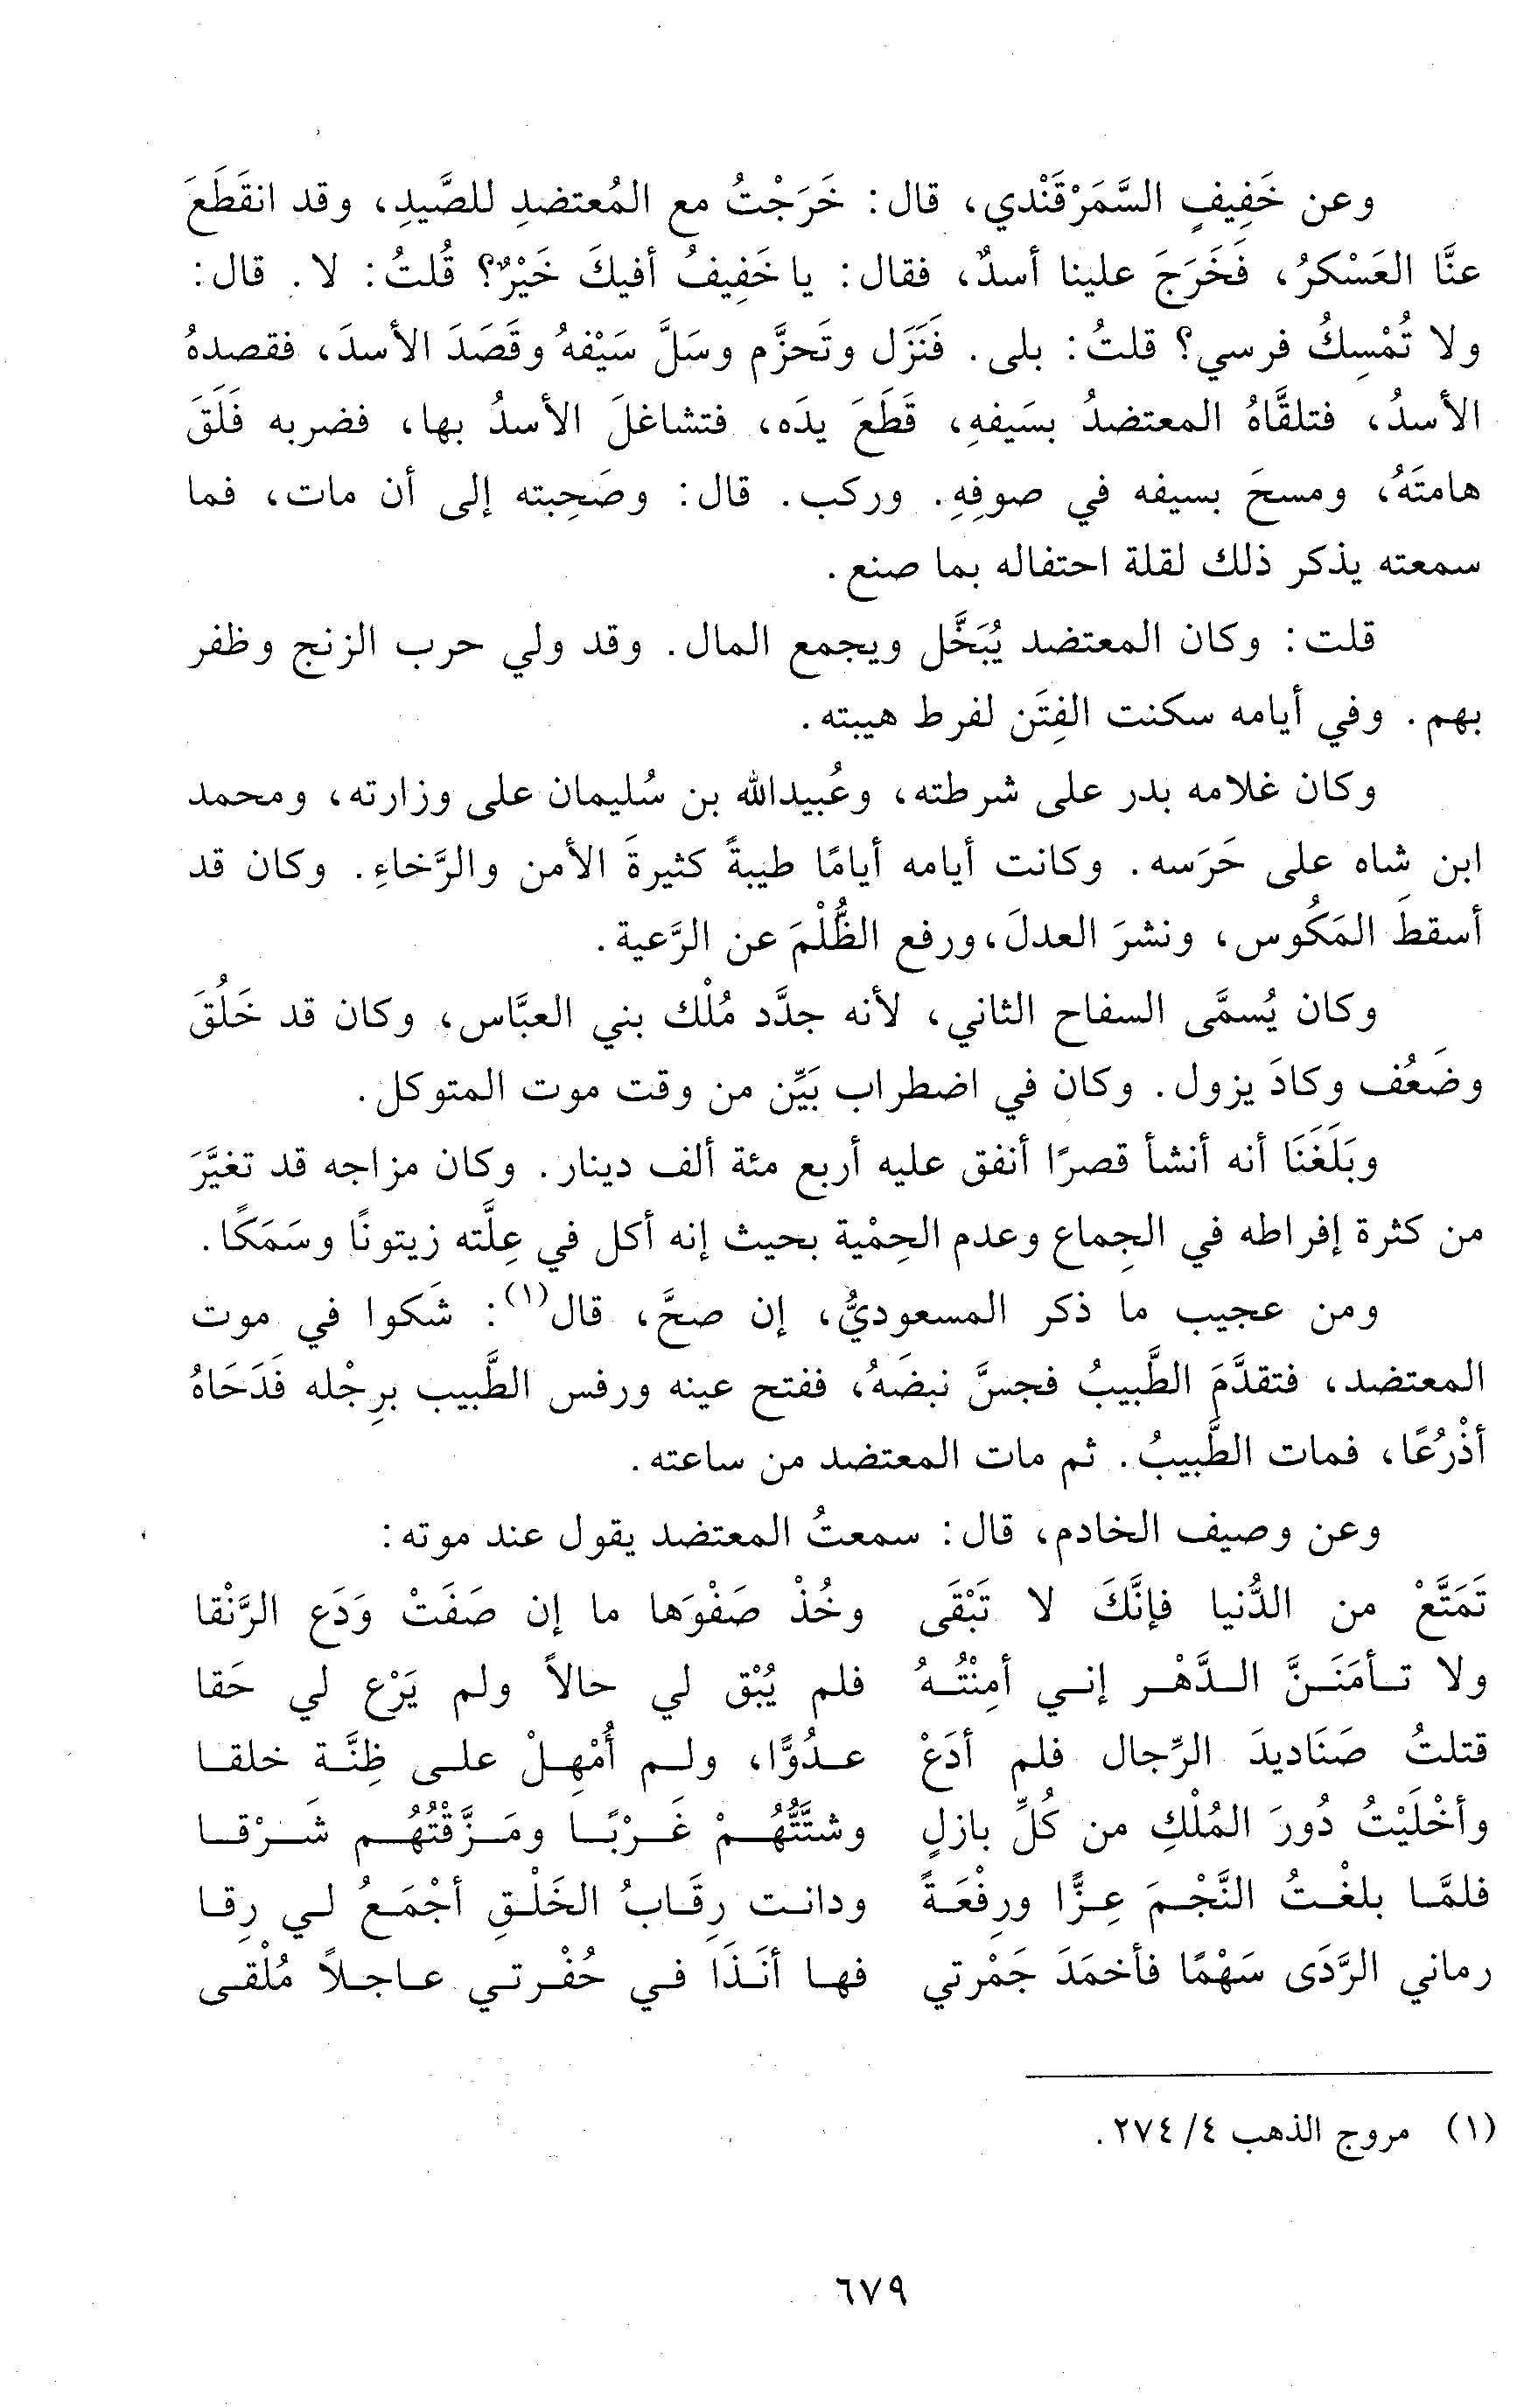 وعن خَفِيفٍ السَّمَرْقَنْدي، قال: خَرَجْتُ مع المُعتضدِ للصَّيدِ، وقد انقَطَعَ
عنَّا العَسْكرُ، فَخَرَجَ علينا أسدٌ، فقال: يا خَفِيفُ أفيكَ خَيْرٌ؟ قُلتُ: لا. قال:
ولا تُمْسِكُ فرسي؟ قلتُ: بلى. فَنَزَل وتَحزَّم وسَلَّ سَيْفهُ وقَصَدَ الأسدَ، فقصدهُ
الأسدُ، فتلقَّاهُ المعتضدُ بسَيفهِ، قَطَعَ يدَه، فتشاغلَ الأسدُ بها، فضربه فَلَقَ
هامتَهُ، ومسحَ بسيفه في صوفِهِ. وركب. قال: وصَحِبته إلى أن مات، فما
سمعته يذكر ذلك لقلة احتفاله بما صنع.
قلت: وكان المعتضد يُبَخَّل ويجمع المال. وقد ولي حرب الزنج وظفر
بهم. وفي أيامه سكنت الفِتَن لفرط هيبته.
وكان غلامه بدر على شرطته، وعُبيدالله بن سُليمان على وزارته، ومحمد
ابن شاه على حَرَسه. وكانت أيامه أيامًا طيبةً كثيرةَ الأمن والرَّخاءِ. وكان قد
أسقطَ المَكُوس، ونشرَ العدلَ، ورفع الظُّلْمَ عن الرَّعية.
وكان يُسمَّى السفاح الثاني، لأنه جدَّد مُلْك بني العبَّاس، وكان قد خَلُقَ
وضَعُف وكادَ يزول. وكان في اضطراب بَيِّن من وقت موت المتوكل.
وبَلَغَنَا أنه أنشأ قصرًا أنفق عليه أربع مئة ألف دينار. وكان مزاجه قد تغيَّرَ
من كثرة إفراطه في الجِماع وعدم الحِمْية بحيث إنه أكل في عِلَّته زيتونًا وسَمَكًا.
ومن عجيب ما ذكر المسعوديُّ، إن صحَّ، قال(١): شَكوا في موت
المعتضد، فتقدَّمَ الطَّبيبُ فجسَّ نبضَهُ، ففتح عينه ورفس الطَّبيب برِجْله فَدَحَاهُ
أذْرُعًا، فمات الطَّبيبُ. ثم مات المعتضد من ساعته.
وعن وصيف الخادم، قال: سمعتُ المعتضد يقول عند موته:
تَمَتَّعْ من الدُّنيا فإنَّكَ لا تَبْقَى وخُذْ صَفْوَها ما إن صَفَتْ وَدَع الرَّنْقا
ولا تأمَنَنَّ الدَّهْر إني أمِنْتُهُ فلم يُبْق لي حالاً ولم يَرْع لي حَقا
قتلتُ صَنَاديدَ الرِّجال فلم أدَعْ عدُوًّا، ولم أُمْهِلْ على ظِنَّة خلقا
وأخْلَيْتُ دُورَ المُلْكِ من كُلِّ بازلٍ وشتَّتُّهُمْ غَرْبًا ومَزَّقْتُهُم شَرْقا
فلمَّا بلغْتُ النَّجْمَ عِزًّا ورِفْعَةً ودانت رِقَابُ الخَلْقِ أجْمَعُ لي رِقا
رماني الرَّدَى سَهْمًا فأخمَدَ جَمْرتي فها أنَذَا في حُفْرتي عاجلاً مُلْقى
(١) مروج الذهب ٤/ ٢٧٤.
٦٧٩